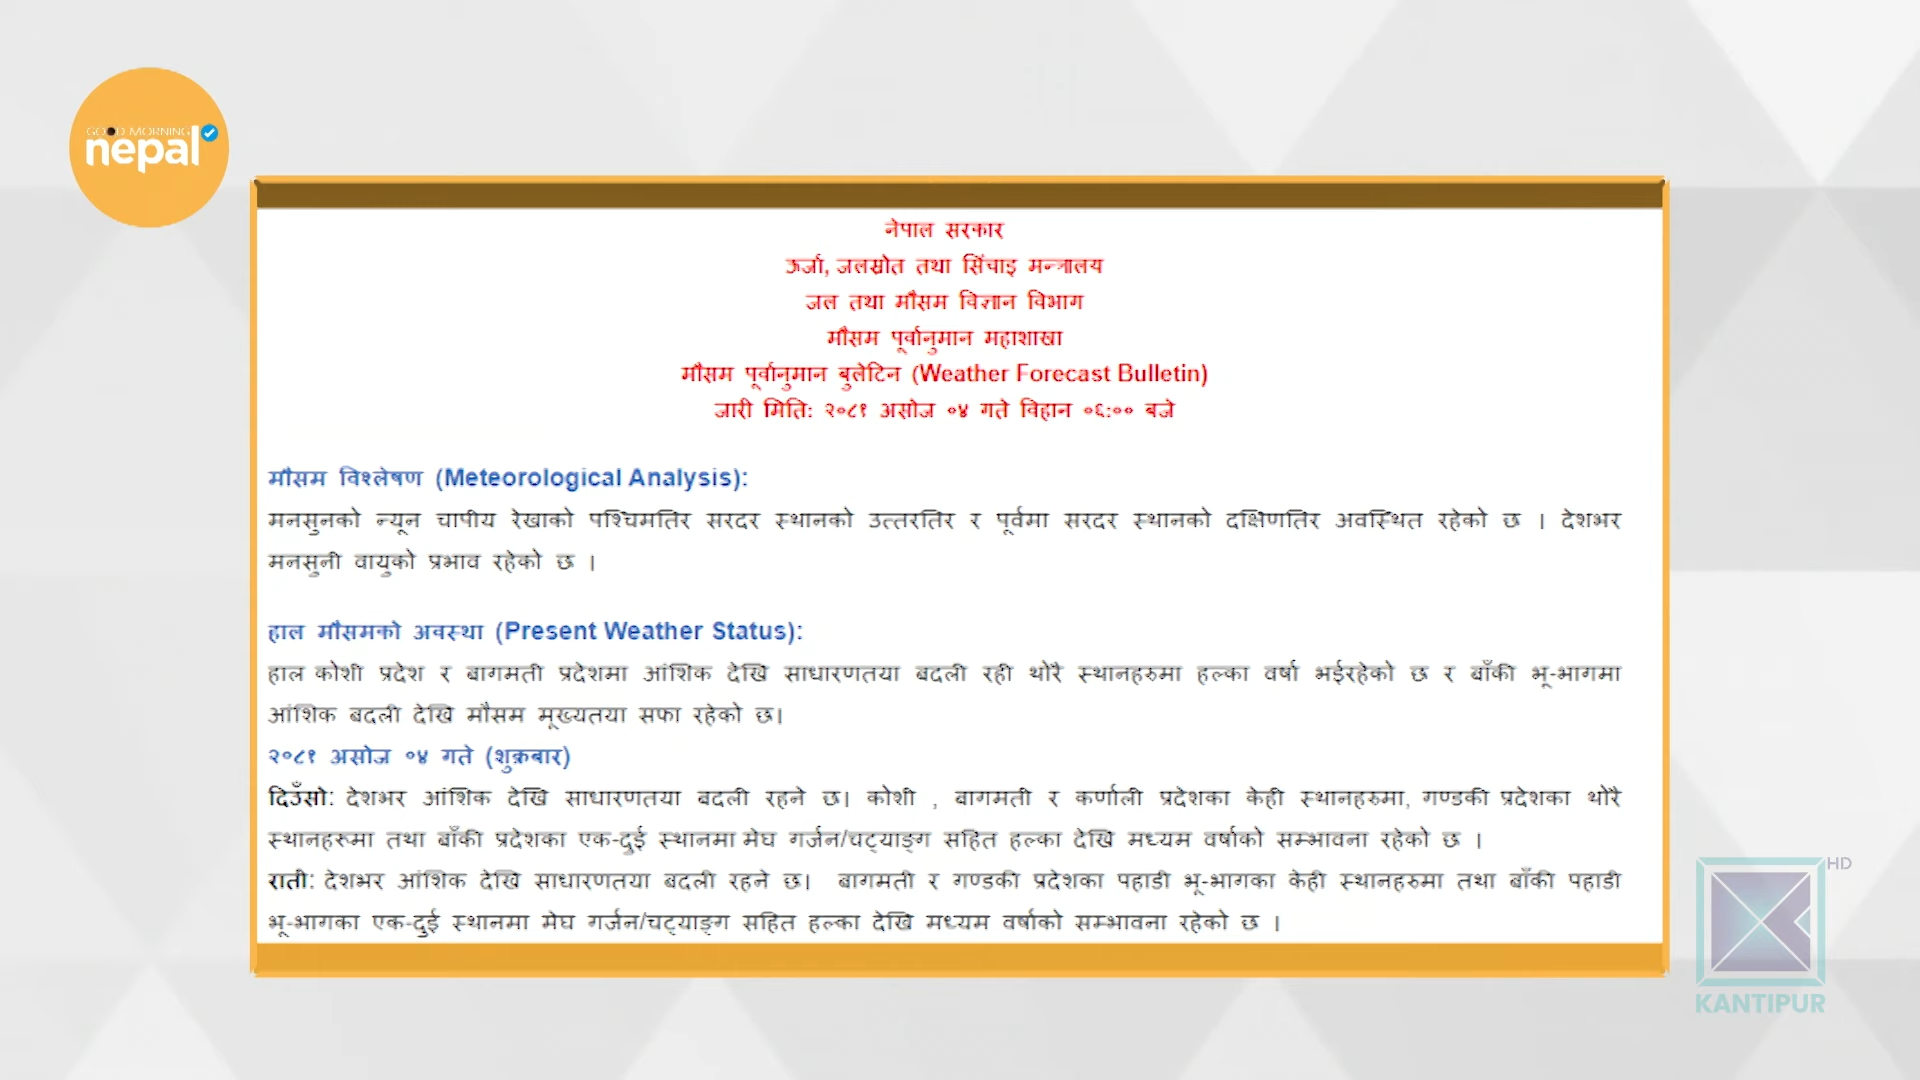 GOOD MORNING
nepal
नेपाल सरकार
ऊर्जा, जलस्रोत तथा सिंचाइ मन्त्रालय
जल तथा मौसम विज्ञान विभाग
मौसम पूर्वानुमान महाशाखा
मौसम पूर्वानुमान बुलेटिन (Weather Forecast Bulletin)
जारी मिति: २०८१ असोज ०४ गते विहान ०६:०० बजे
मौसम विश्लेषण (Meteorological Analysis):
मनसुनको न्यून चापीय रेखाको पश्चिमतिर सरदर स्थानको उत्तरतिर र पूर्वमा सरदर स्थानको दक्षिणतिर अवस्थित रहेको छ । देशभर
मनसुनी वायुको प्रभाव रहेको छ ।
हाल मौसमको अवस्था (Present Weather Status):
हाल कोशी प्रदेश र बागमती प्रदेशमा आंशिक देखि साधारणतया बदली रही थोरै स्थानहरुमा हल्का वर्षा भईरहेको छ र बाँकी भू-भागमा
आंशिक बदली देखि मौसम मूख्यतया सफा रहेको छ।
२०८१ असोज ०४ गते (शुक्रबार)
दिउँसो: देशभर आंशिक देखि साधारणतया बदली रहने छ। कोशी , बागमती र कर्णाली प्रदेशका केही स्थानहरुमा, गण्डकी प्रदेशका थोरै
स्थानहरूमा तथा बाँकी प्रदेशका एक-दुई स्थानमा मेघ गर्जन/चट्याङ्ग सहित हल्का देखि मध्यम वर्षाको सम्भावना रहेको छ ।
राती: देशभर आंशिक देखि साधारणतया बदली रहने छ। बागमती र गण्डकी प्रदेशका पहाडी भू-भागका केही स्थानहरुमा तथा बाँकी पहाडी
भू-भागका एक-दुई स्थानमा मेघ गर्जन/चट्याङ्ग सहित हल्का देखि मध्यम वर्षाको सम्भावना रहेको छ ।
HD
KANTIPUR